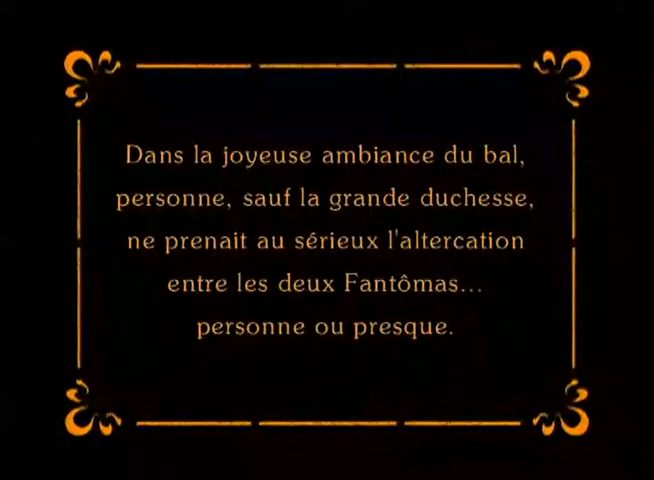 Dans la joyeuse ambiance du bal,
personne, sauf la grande duchesse,
ne prenait au sérieux l'altercation
entre les deux Fantômas...
personne ou presque.